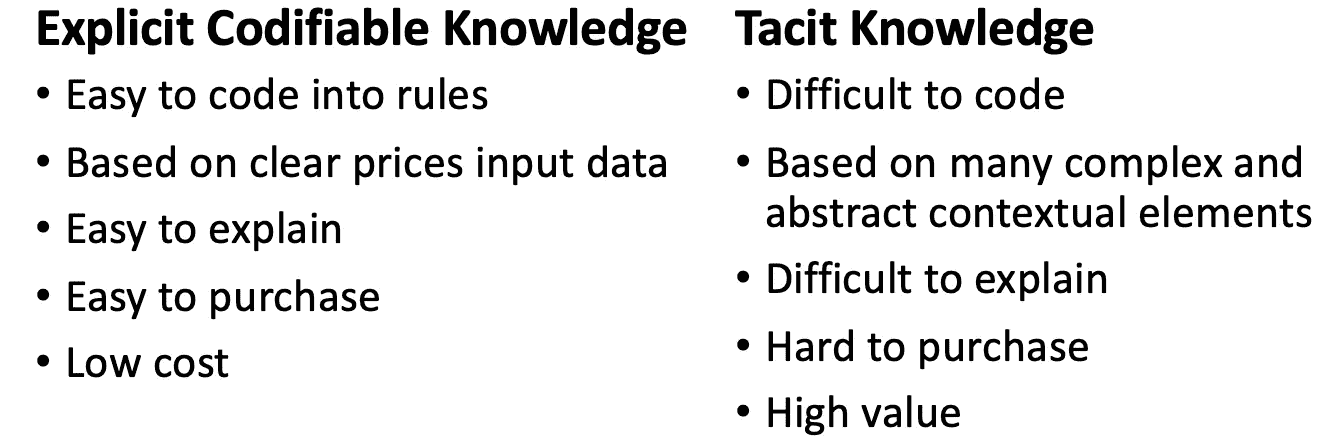 Explicit Codifiable Knowledge
• Easy to code into rules
• Based on clear prices input data
• Easy to explain
• Easy to purchase
• Low cost
Tacit Knowledge
• Difficult to code
• Based on many complex and
abstract contextual elements
• Difficult to explain
• Hard to purchase
• High value